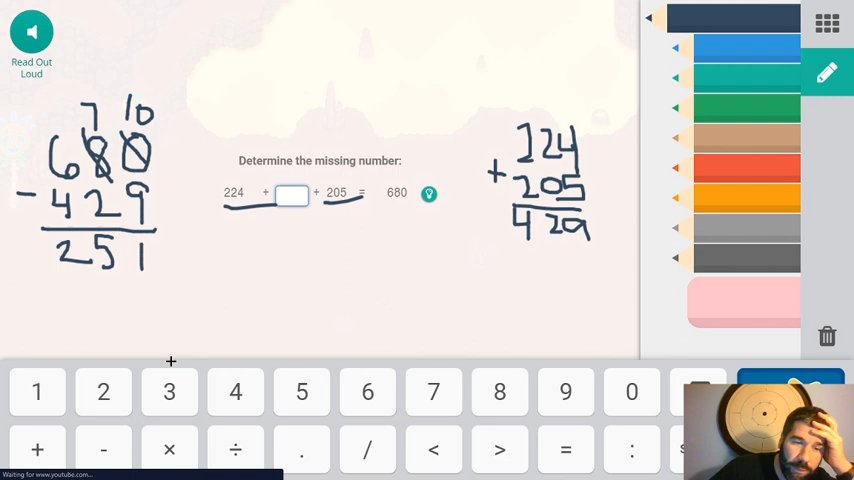 Read Out
Loud
7 10
680
- 429
251
Determine the missing number:
224 + + 205 = 680
224
+ 205
429
1 2 3 4 5 6 7 8 9 0
+ - × ÷ . / < > = :
Waiting for www.youtube.com...